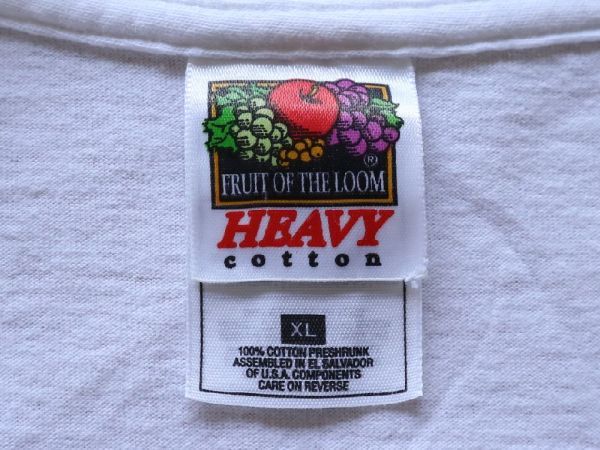 ®
FRUIT OF THE LOOM
HEAVY
cotton
XL
100% COTTON PRESHRUNK
ASSEMBLED IN EL SALVADOR
OF U.S.A. COMPONENTS
CARE ON REVERSE